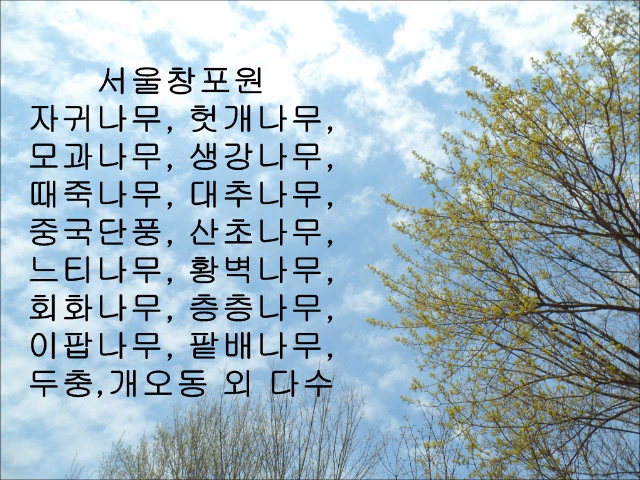 서울창포원
자귀나무, 헛개나무,
모과나무, 생강나무,
때죽나무, 대추나무,
중국단풍, 산초나무,
느티나무, 황벽나무,
회화나무, 층층나무,
이팝나무, 팥배나무,
두충,개오동 외 다수